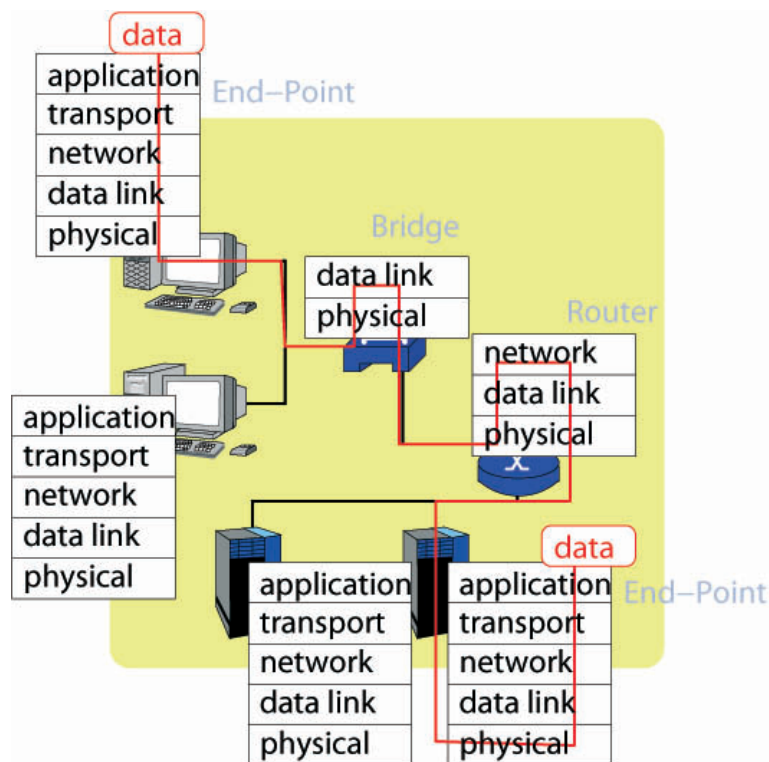 data
application
transport
network
data link
physical
End–Point
Bridge
data link
physical
Router
network
data link
physical
application
transport
network
data link
physical
application
transport
network
data link
physical
data
application
transport
network
data link
physical
End–Point